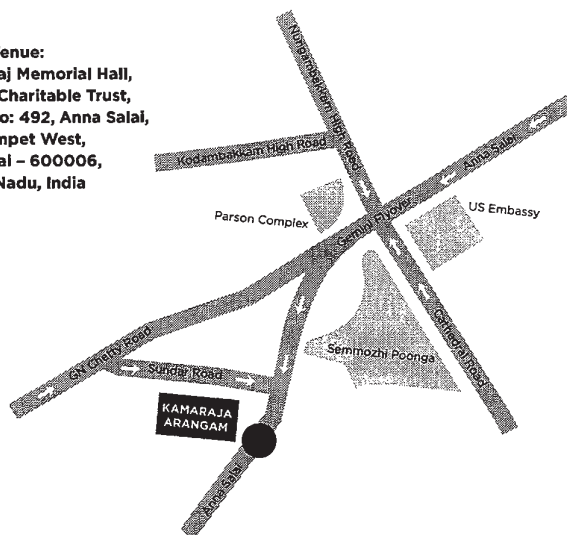 enue:
aj Memorial Hall,
Charitable Trust,
o: 492, Anna Salai,
mpet West,
ai – 600006,
Nadu, India
Nungambakkam High Road
Kodambakkam High Road
Anna Salai
Parson Complex
Gemini Flyover
US Embassy
GN Chetty Road
Sundar Road
Semmozhi Poonga
Cathedral Road
KAMARAJA
ARANGAM
Anna Salai